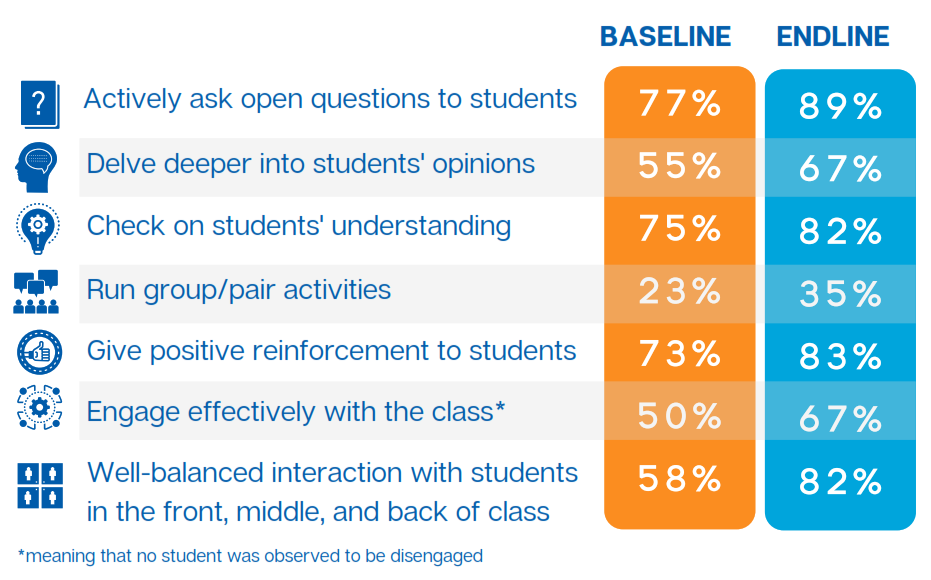 BASELINE ENDLINE
? Actively ask open questions to students 77% 89%
Delve deeper into students' opinions 55% 67%
Check on students' understanding 75% 82%
Run group/pair activities 23% 35%
Give positive reinforcement to students 73% 83%
Engage effectively with the class* 50% 67%
Well-balanced interaction with students 58% 82%
in the front, middle, and back of class
*meaning that no student was observed to be disengaged